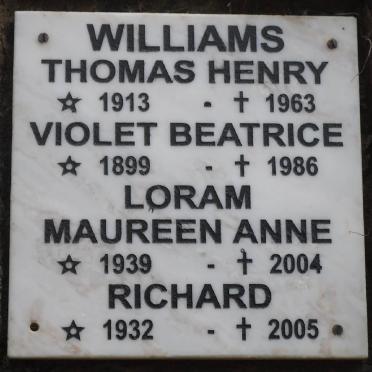 WILLIAMS
THOMAS HENRY
☆ 1913 - ✝ 1963
VIOLET BEATRICE
☆ 1899 - ✝ 1986
LORAM
MAUREEN ANNE
☆ 1939 - ✝ 2004
RICHARD
☆ 1932 - ✝ 2005